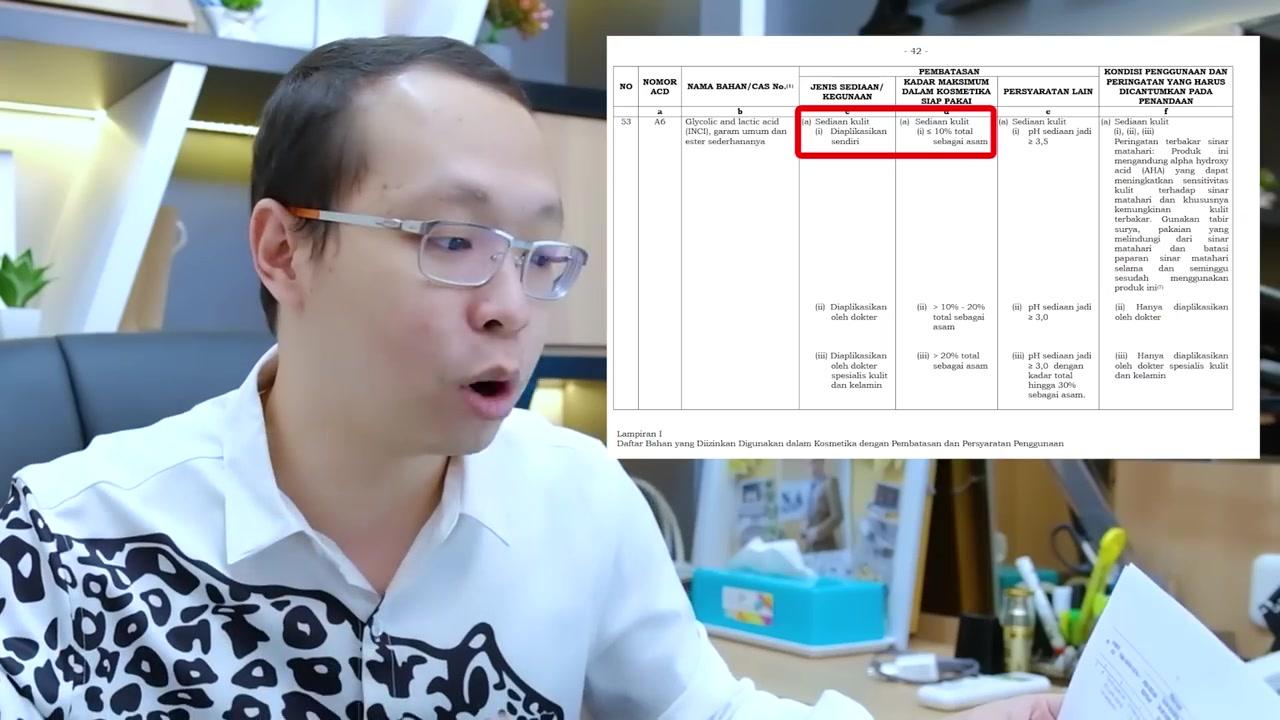 - 42 -
NO
NOMOR
ACD
NAMA BAHAN/CAS No.(1)
PEMBATASAN
JENIS SEDIAAN/
KEGUNAAN
KADAR MAKSIMUM
DALAM KOSMETIKA
SIAP PAKAI
PERSYARATAN LAIN
KONDISI PENGGUNAAN DAN
PERINGATAN YANG HARUS
DICANTUMKAN PADA
PENANDAAN
a
b
c
d
e
f
53
A6
Glycolic and lactic acid
(INCI), garam umum dan
ester sederhananya
(a) Sediaan kulit
(i) Diaplikasikan
sendiri
(a) Sediaan kulit
(i) ≤ 10% total
sebagai asam
(a) Sediaan kulit
(i) pH sediaan jadi
≥ 3,5
(a) Sediaan kulit
(i), (ii), (iii)
Peringatan terbakar sinar
matahari: Produk ini
mengandung alpha hydroxy
acid (AHA) yang dapat
meningkatkan sensitivitas
kulit terhadap sinar
matahari dan khususnya
kemungkinan kulit
terbakar. Gunakan tabir
surya, pakaian yang
melindungi dari sinar
matahari dan batasi
paparan sinar matahari
selama dan seminggu
sesudah menggunakan
produk ini(7)
(ii) Diaplikasikan
oleh dokter
(ii) > 10% - 20%
total sebagai
asam
(ii) pH sediaan jadi
≥ 3,0
(ii) Hanya diaplikasikan
oleh dokter
(iii) Diaplikasikan
oleh dokter
spesialis kulit
dan kelamin
(iii) > 20% total
sebagai asam
(iii) pH sediaan jadi
≥ 3,0 dengan
kadar total
hingga 30%
sebagai asam.
(iii) Hanya diaplikasikan
oleh dokter spesialis kulit
dan kelamin
Lampiran I
Daftar Bahan yang Diizinkan Digunakan dalam Kosmetika dengan Pembatasan dan Persyaratan Penggunaan